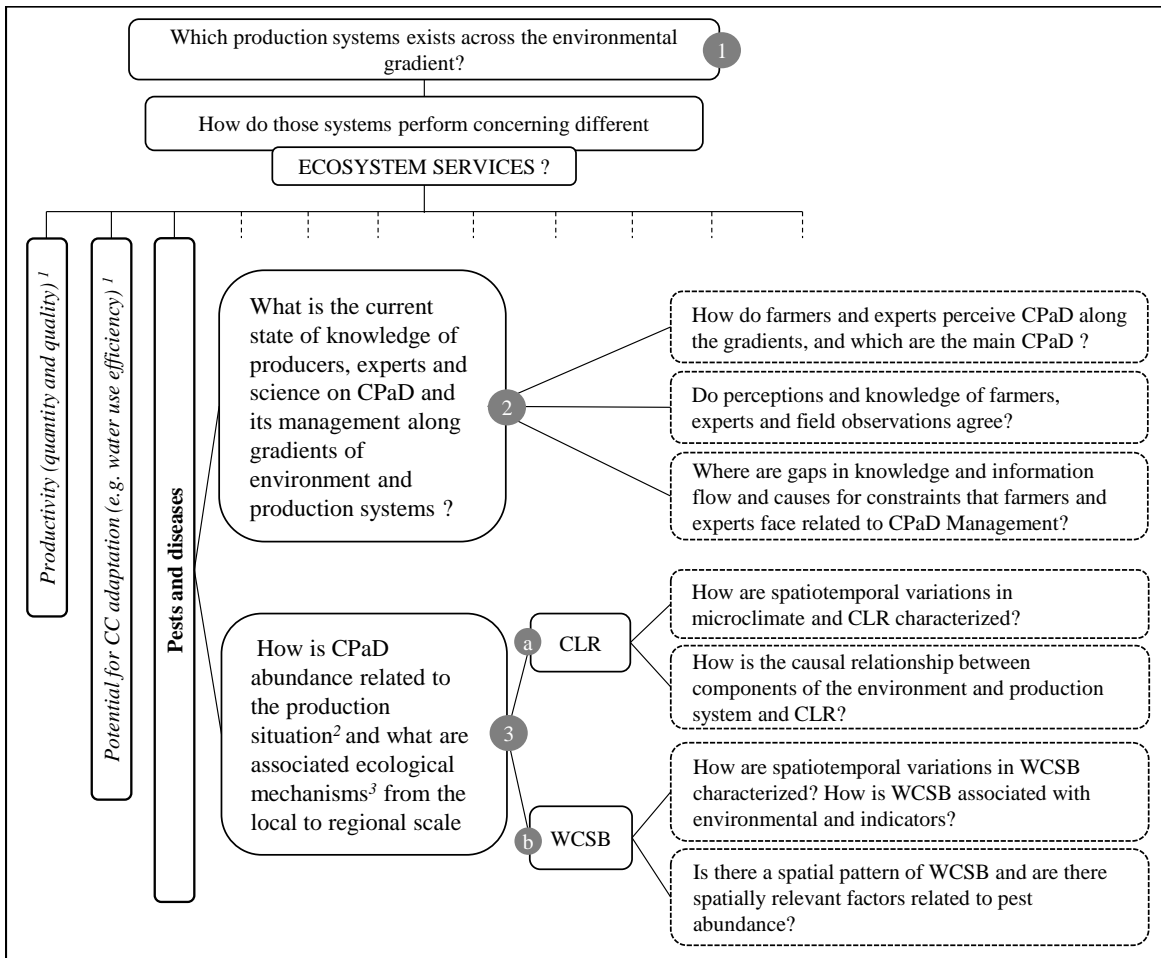 Which production systems exists across the environmental
gradient?
1
How do those systems perform concerning different
ECOSYSTEM SERVICES ?
Productivity (quantity and quality) 1
Potential for CC adaptation (e.g. water use efficiency) 1
Pests and diseases
What is the current
state of knowledge of
producers, experts and
science on CPaD and
its management along
gradients of
environment and
production systems ?
2
How do farmers and experts perceive CPaD along
the gradients, and which are the main CPaD ?
Do perceptions and knowledge of farmers,
experts and field observations agree?
Where are gaps in knowledge and information
flow and causes for constraints that farmers and
experts face related to CPaD Management?
How is CPaD
abundance related to
the production
situation2 and what are
associated ecological
mechanisms3 from the
local to regional scale
3
a
CLR
How are spatiotemporal variations in
microclimate and CLR characterized?
How is the causal relationship between
components of the environment and production
system and CLR?
b
WCSB
How are spatiotemporal variations in WCSB
characterized? How is WCSB associated with
environmental and indicators?
Is there a spatial pattern of WCSB and are there
spatially relevant factors related to pest
abundance?